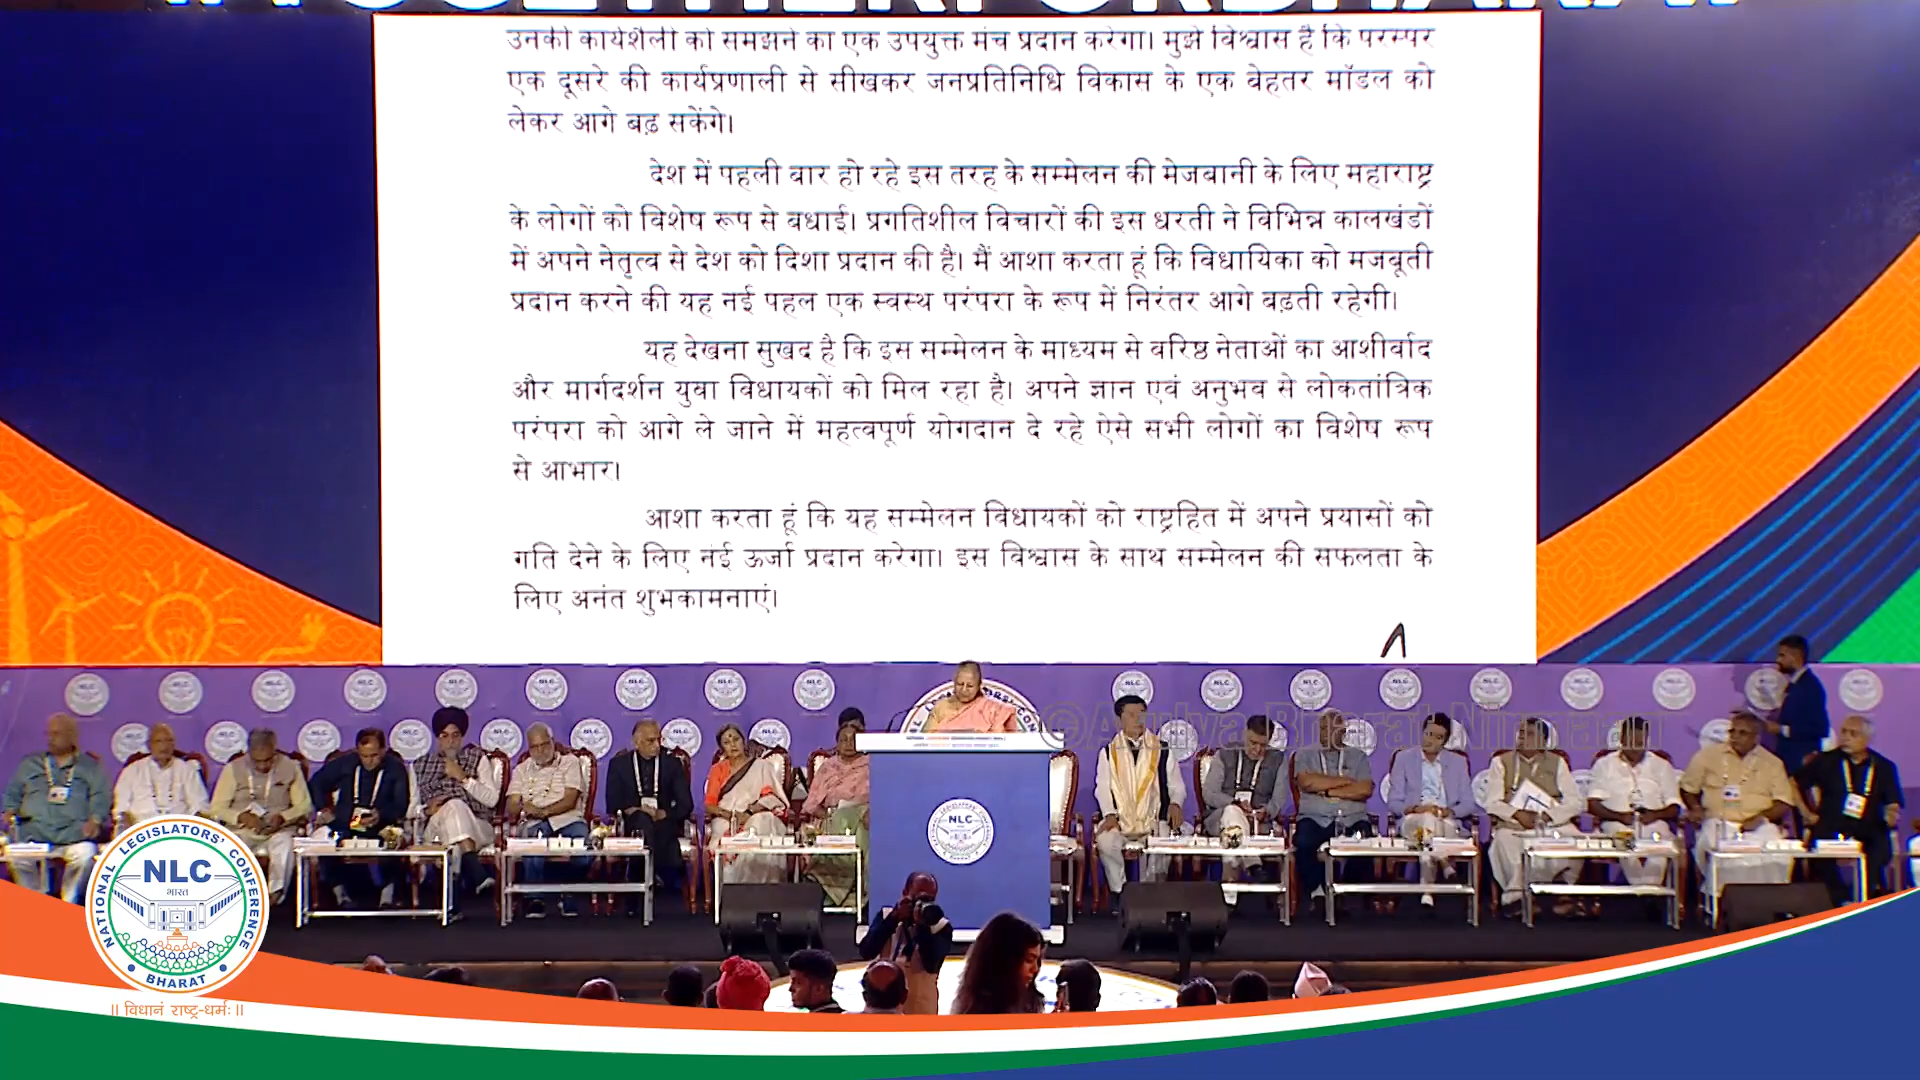 उनकी कार्यशैली को समझने का एक उपयुक्त मंच प्रदान करेगा। मुझे विश्वास है कि परस्पर
एक दूसरे की कार्यप्रणाली से सीखकर जनप्रतिनिधि विकास के एक बेहतर मॉडल को
लेकर आगे बढ़ सकेंगे।
देश में पहली बार हो रहे इस तरह के सम्मेलन की मेजबानी के लिए महाराष्ट्र
के लोगों को विशेष रूप से बधाई। प्रगतिशील विचारों की इस धरती ने विभिन्न कालखंडों
में अपने नेतृत्व से देश को दिशा प्रदान की है। मैं आशा करता हूं कि विधायिका को मजबूती
प्रदान करने की यह नई पहल एक स्वस्थ परंपरा के रूप में निरंतर आगे बढ़ती रहेगी।
यह देखना सुखद है कि इस सम्मेलन के माध्यम से वरिष्ठ नेताओं का आशीर्वाद
और मार्गदर्शन युवा विधायकों को मिल रहा है। अपने ज्ञान एवं अनुभव से लोकतांत्रिक
परंपरा को आगे ले जाने में महत्वपूर्ण योगदान दे रहे ऐसे सभी लोगों का विशेष रूप
से आभार।
आशा करता हूं कि यह सम्मेलन विधायकों को राष्ट्रहित में अपने प्रयासों को
गति देने के लिए नई ऊर्जा प्रदान करेगा। इस विश्वास के साथ सम्मेलन की सफलता के
लिए अनंत शुभकामनाएं।
©Atulya Bharat Nirmaan
NLC
NATIONAL LEGISLATORS' CONFERENCE
NLC
भारत
BHARAT
॥ विधानं राष्ट्र-धर्मः ॥